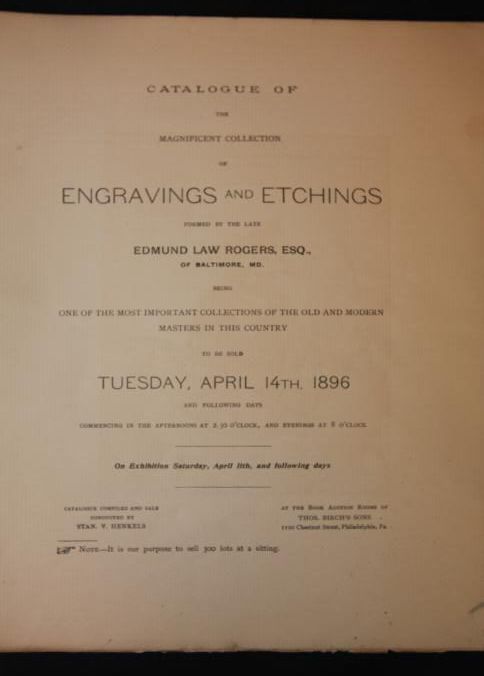 CATALOGUE OF
THE
MAGNIFICENT COLLECTION
OF
ENGRAVINGS AND ETCHINGS
FORMED BY THE LATE
EDMUND LAW ROGERS, ESQ.,
OF BALTIMORE, MD.
BEING
ONE OF THE MOST IMPORTANT COLLECTIONS OF THE OLD AND MODERN
MASTERS IN THIS COUNTRY
TO BE SOLD
TUESDAY, APRIL 14TH, 1896
AND FOLLOWING DAYS
COMMENCING IN THE AFTERNOONS AT 2.30 O'CLOCK, AND EVENINGS AT 8 O'CLOCK
On Exhibition Saturday, April 11th, and following days
CATALOGUE COMPILED AND SALE
CONDUCTED BY
STAN. V. HENKELS
AT THE BOOK AUCTION ROOMS OF
THOS. BIRCH'S SONS
1110 Chestnut Street, Philadelphia, Pa.
NOTE.—It is our purpose to sell 300 lots at a sitting.